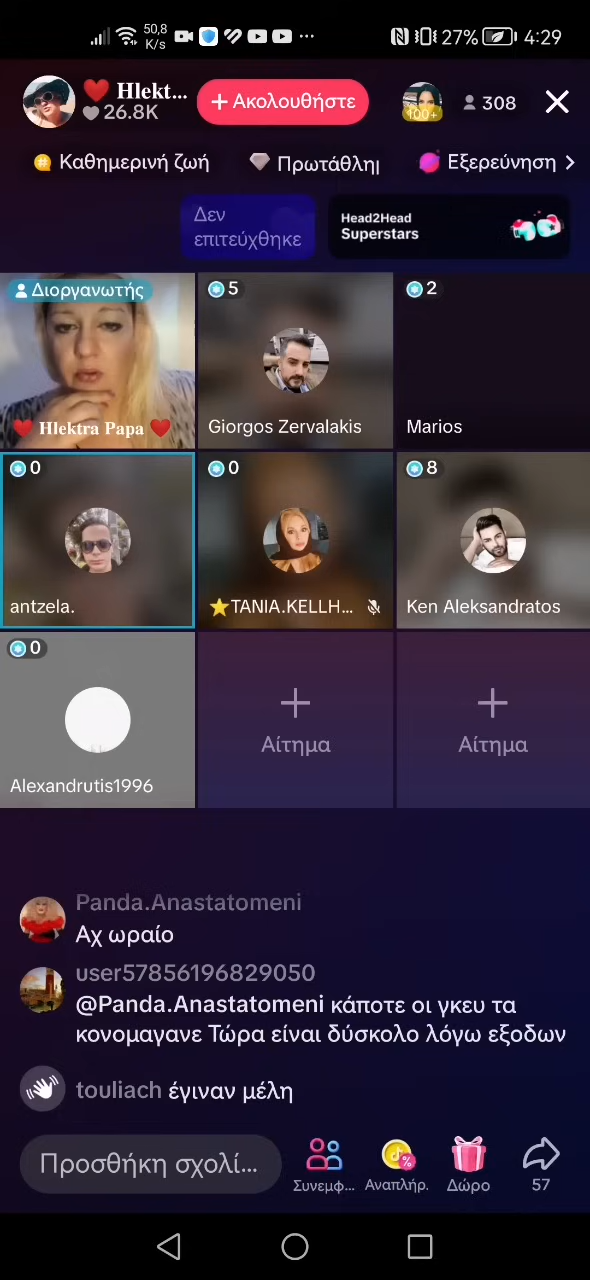 50,8
K/s
27%
4:29
❤️ Hlekt...
26.8K
+ Ακολουθήστε
100+
308
Καθημερινή ζωή
Πρωτάθλη
Εξερεύνηση >
Δεν
επιτεύχθηκε
Head2Head
Superstars
Διοργανωτής
❤️ Hlektra Papa ❤️
5
Giorgos Zervalakis
2
Marios
0
antzela.
0
⭐TANIA.KELLH...
8
Ken Aleksandratos
0
Alexandrutis1996
Αίτημα
Αίτημα
Panda.Anastatomeni
Αχ ωραίο
user57856196829050
@Panda.Anastatomeni κάποτε οι γκευ τα
κονομαγανε Τώρα είναι δύσκολο λόγω εξοδων
touliach έγιναν μέλη
Προσθήκη σχολί...
Συνεμφ...
Αναπλήρ.
Δώρο
57